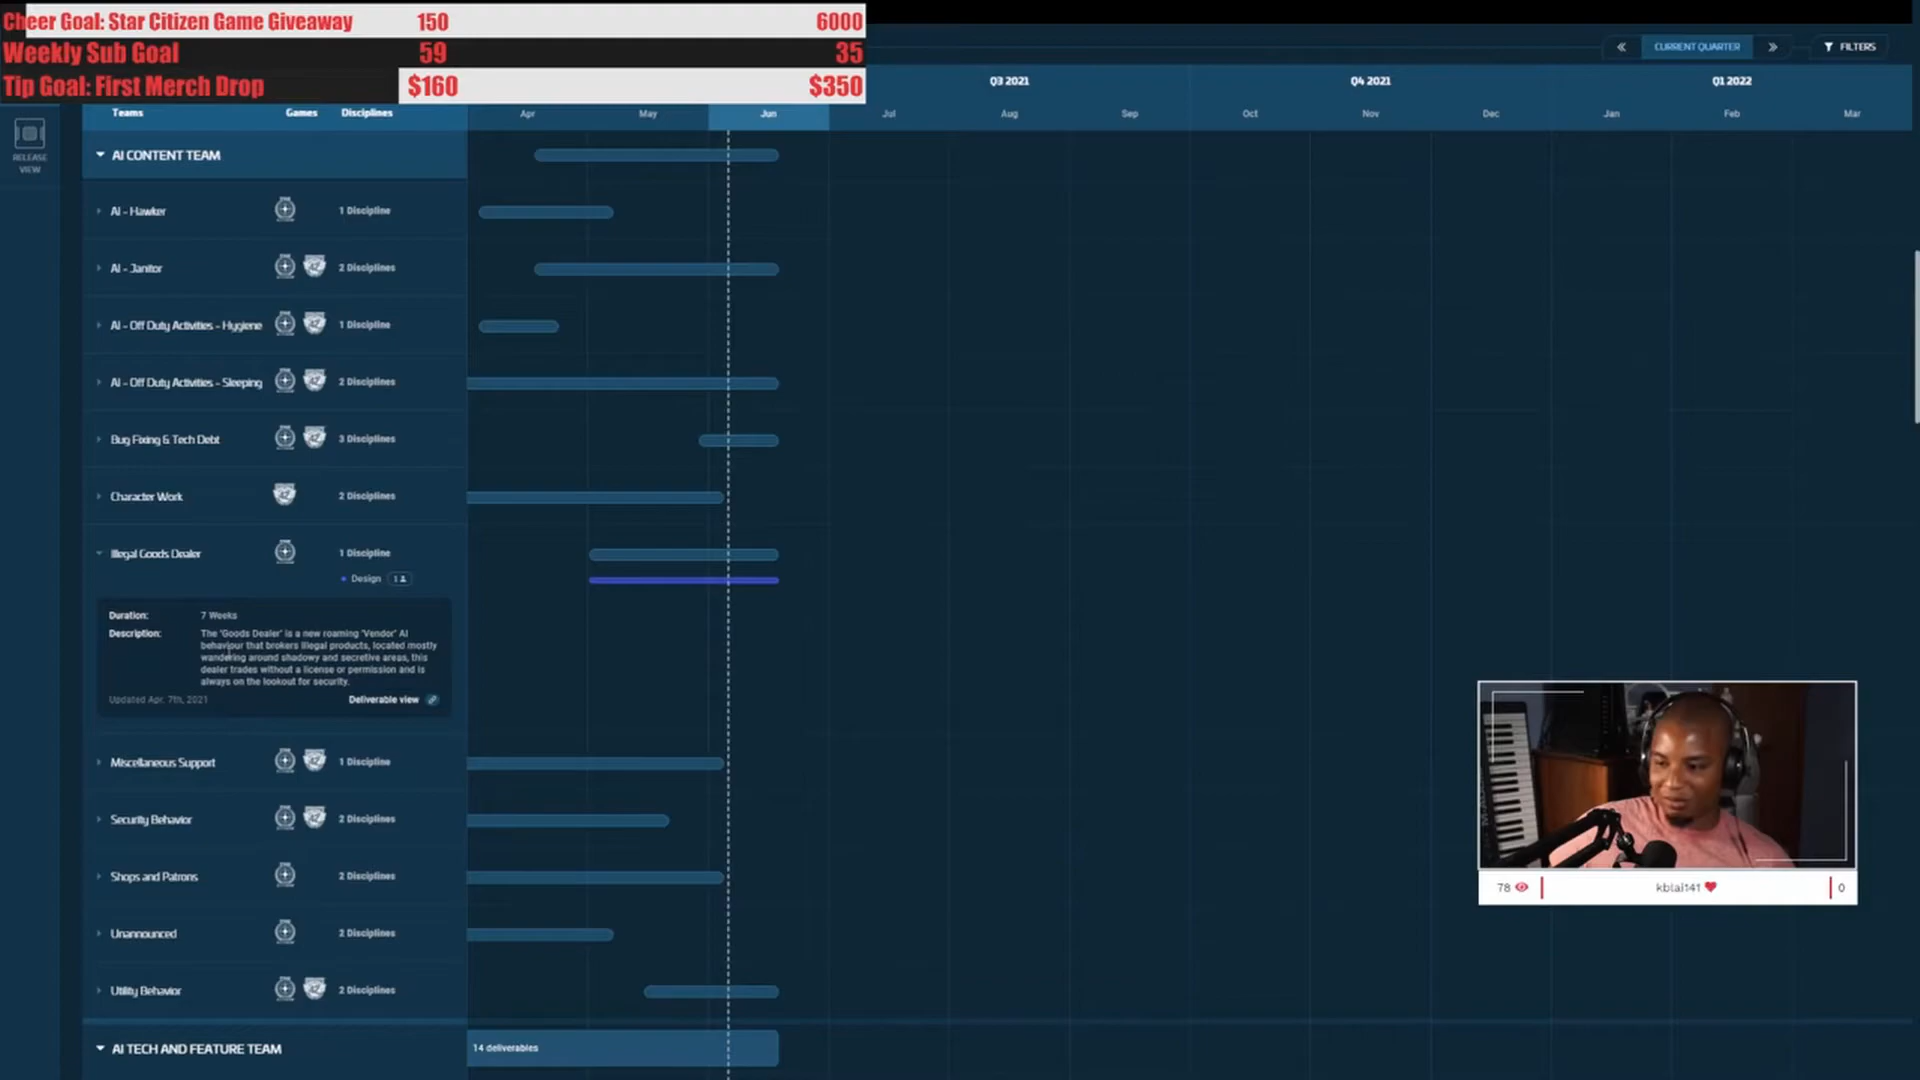 Cheer Goal: Star Citizen Game Giveaway 150 6000
Weekly Sub Goal 59 35
Tip Goal: First Merch Drop $160 $350
« CURRENT QUARTER » FILTERS
Q3 2021 Q4 2021 Q1 2022
Teams Games Disciplines Apr May Jun Jul Aug Sep Oct Nov Dec Jan Feb Mar
RELEASE
VIEW
AI CONTENT TEAM
AI - Hawker 1 Discipline
AI - Janitor 2 Disciplines
AI - Off Duty Activities - Hygiene 1 Discipline
AI - Off Duty Activities - Sleeping 2 Disciplines
Bug Fixing & Tech Debt 3 Disciplines
Character Work 2 Disciplines
Illegal Goods Dealer 1 Discipline
Design 1
Duration: 7 Weeks
Description: The 'Goods Dealer' is a new roaming 'Vendor' AI
behaviour that brokers illegal products, located mostly
wandering around shadowy and secretive areas, this
dealer trades without a license or permission and is
always on the lookout for security.
Updated Apr. 7th, 2021 Deliverable view
Miscellaneous Support 1 Discipline
Security Behavior 2 Disciplines
Shops and Patrons 2 Disciplines
Unannounced 2 Disciplines
Utility Behavior 2 Disciplines
AI TECH AND FEATURE TEAM 14 deliverables
78 kblai141 0